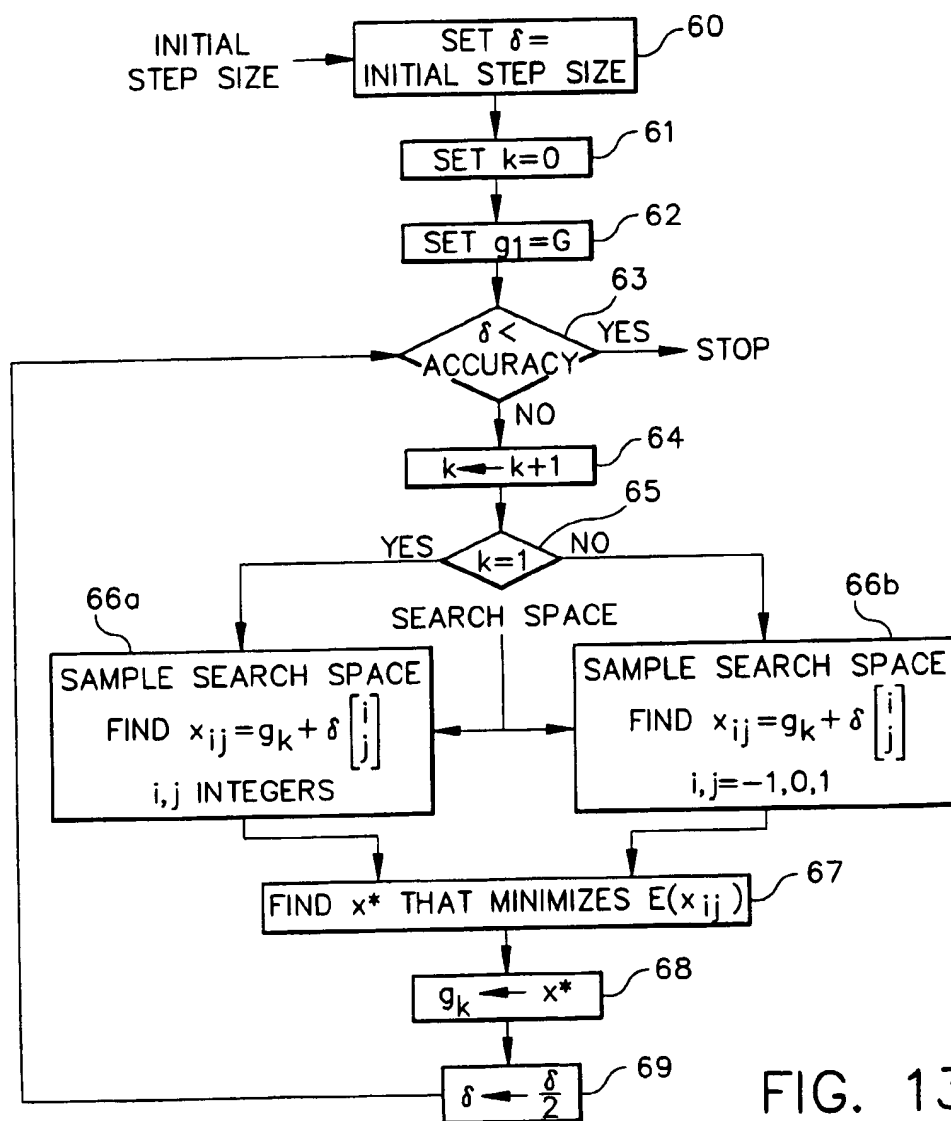 INITIAL
STEP SIZE
SET δ=
INITIAL STEP SIZE
60
SET k=0
61
SET g1=G
62
δ<
ACCURACY
63
YES
STOP
NO
k← k+1
64
k=1
65
YES
NO
SEARCH SPACE
66a
SAMPLE SEARCH SPACE
FIND xij=gk+ δ [i
j]
i,j INTEGERS
66b
SAMPLE SEARCH SPACE
FIND xij=gk+ δ [i
j]
i,j=-1,0,1
FIND x* THAT MINIMIZES E(xij)
67
gk ← x*
68
δ ← δ/2
69
FIG. 13